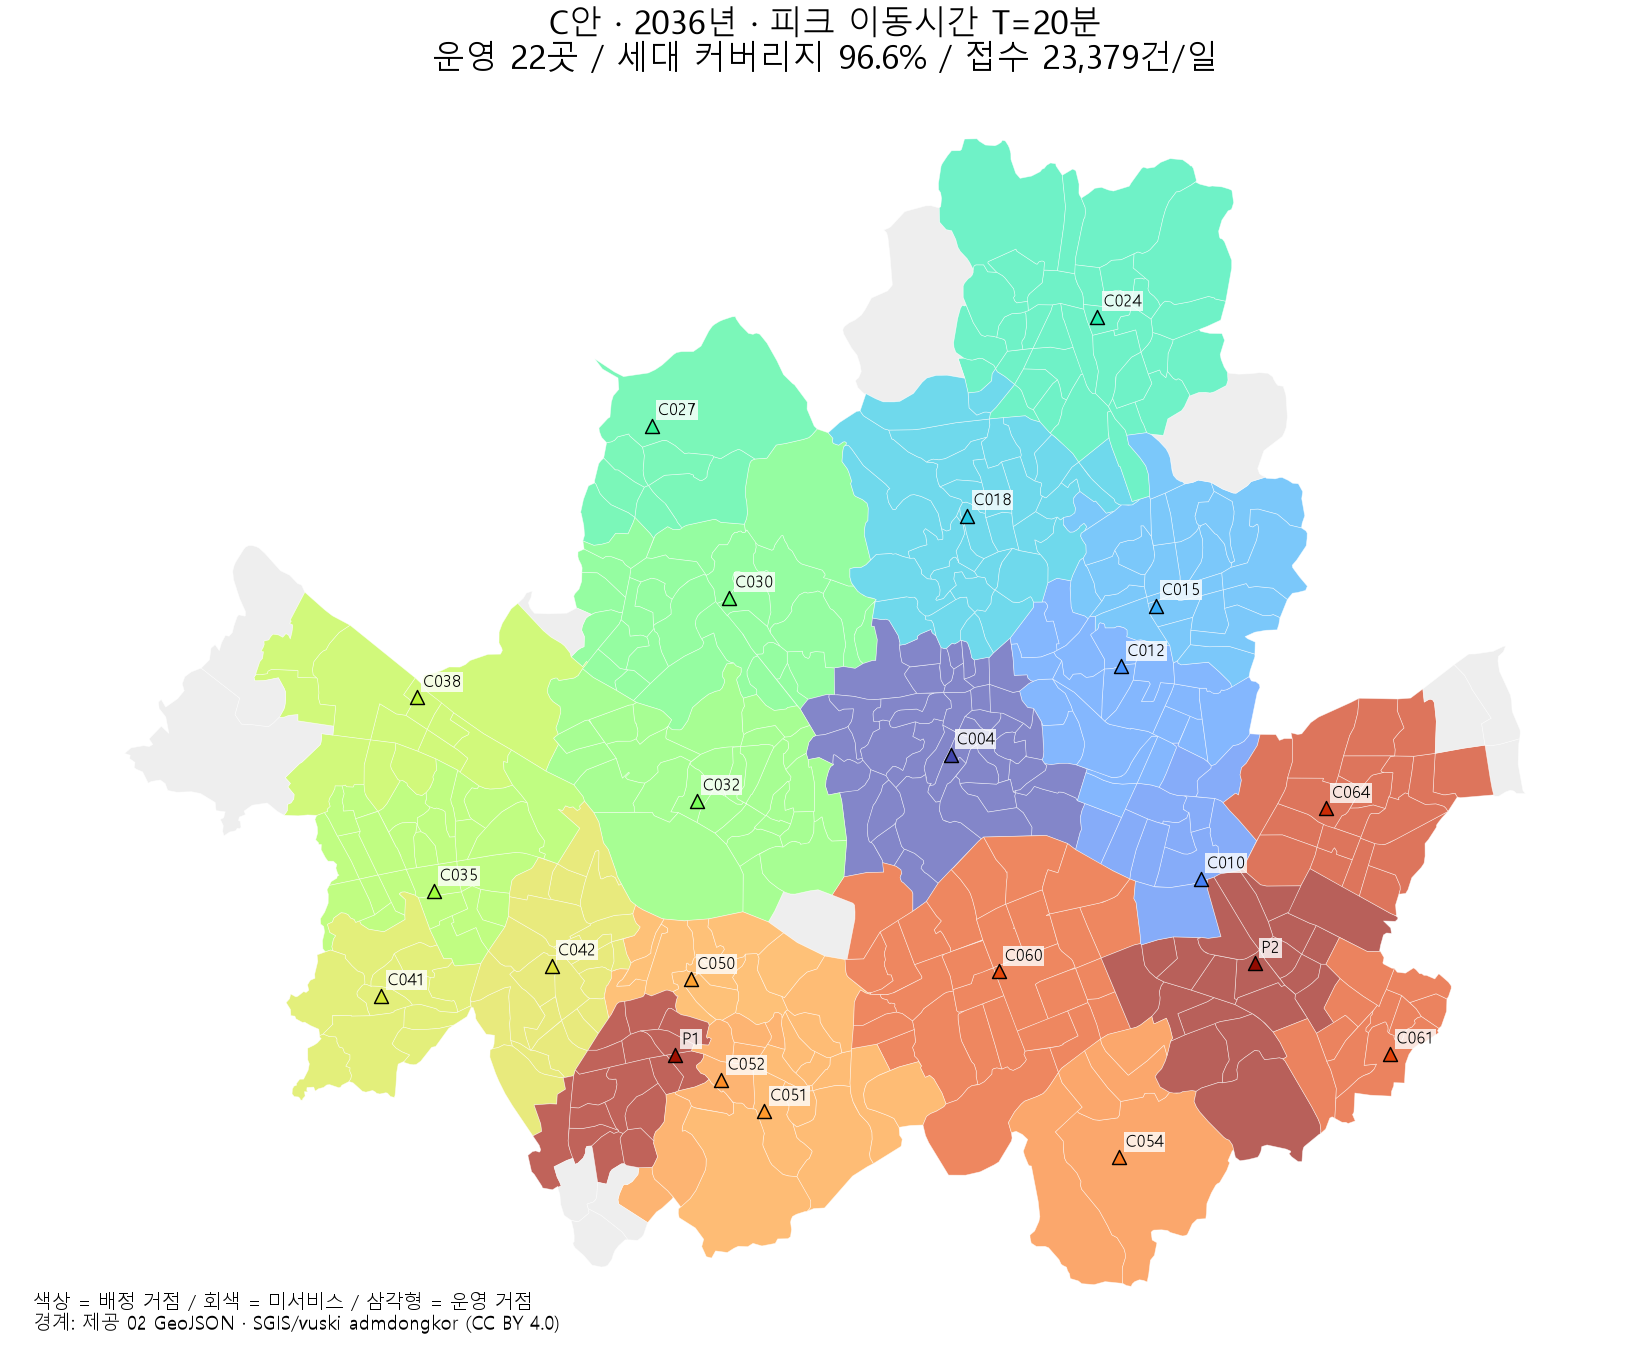 C안 · 2036년 · 피크 이동시간 T=20분
운영 22곳 / 세대 커버리지 96.6% / 접수 23,379건/일
C024
C027
C018
C030
C015
C012
C038
C004
C032
C064
C010
C035
P2
C042
C050
C060
C041
P1
C061
C052
C051
C054
색상 = 배정 거점 / 회색 = 미서비스 / 삼각형 = 운영 거점
경계: 제공 02 GeoJSON · SGIS/vuski admdongkor (CC BY 4.0)